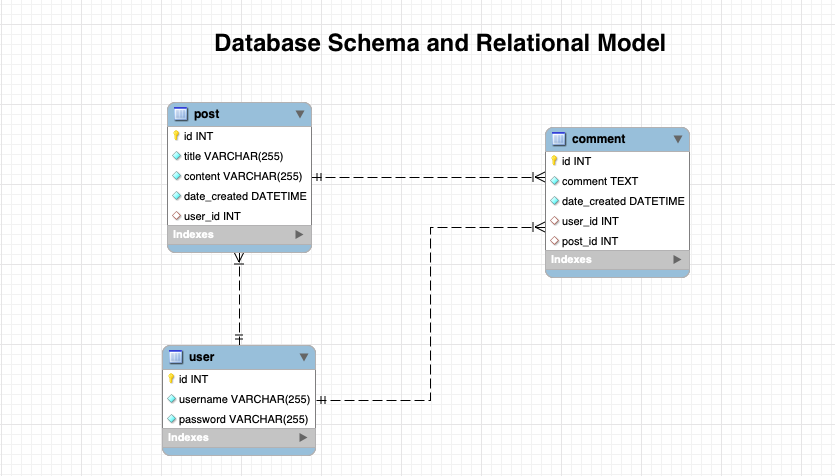 Database Schema and Relational Model
post
id INT
title VARCHAR(255)
content VARCHAR(255)
date_created DATETIME
user_id INT
Indexes
comment
id INT
comment TEXT
date_created DATETIME
user_id INT
post_id INT
Indexes
user
id INT
username VARCHAR(255)
password VARCHAR(255)
Indexes